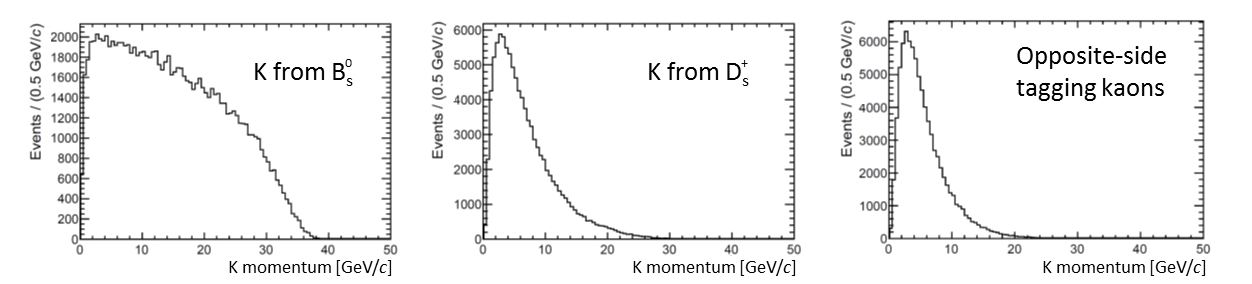 Events / (0.5 GeV/c)
2000
1800
1600
1400
1200
1000
800
600
400
200
0
0 10 20 30 40 50
K momentum [GeV/c]
K from B⁰ₛ
Events / (0.5 GeV/c)
6000
5000
4000
3000
2000
1000
0
0 10 20 30 40 50
K momentum [GeV/c]
K from D⁺ₛ
Events / (0.5 GeV/c)
6000
5000
4000
3000
2000
1000
0
0 10 20 30 40 50
K momentum [GeV/c]
Opposite-side
tagging kaons